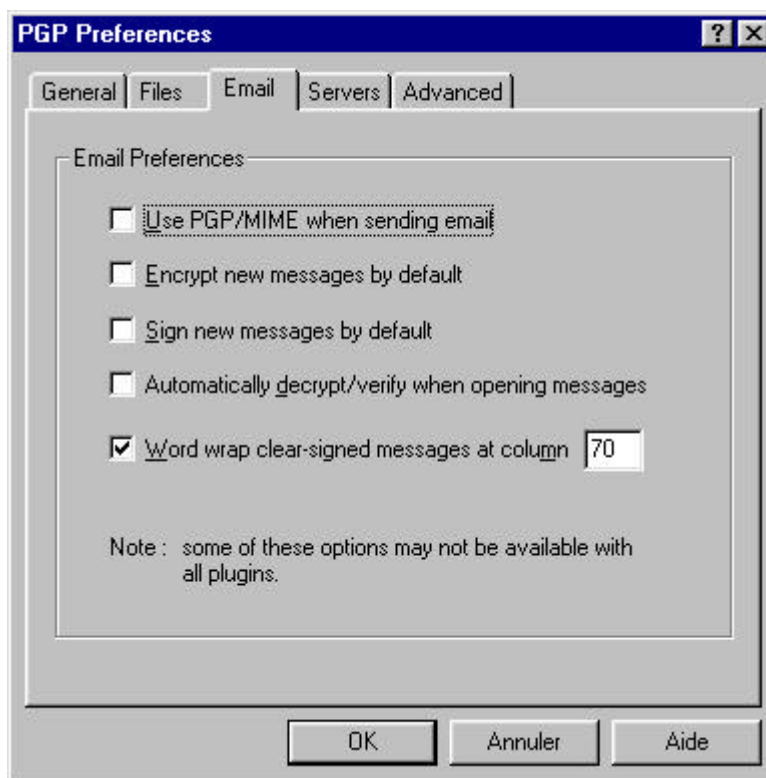 PGP Preferences
General Files Email Servers Advanced
Email Preferences
Use PGP/MIME when sending email
Encrypt new messages by default
Sign new messages by default
Automatically decrypt/verify when opening messages
Word wrap clear-signed messages at column 70
Note : some of these options may not be available with
all plugins.
OK Annuler Aide